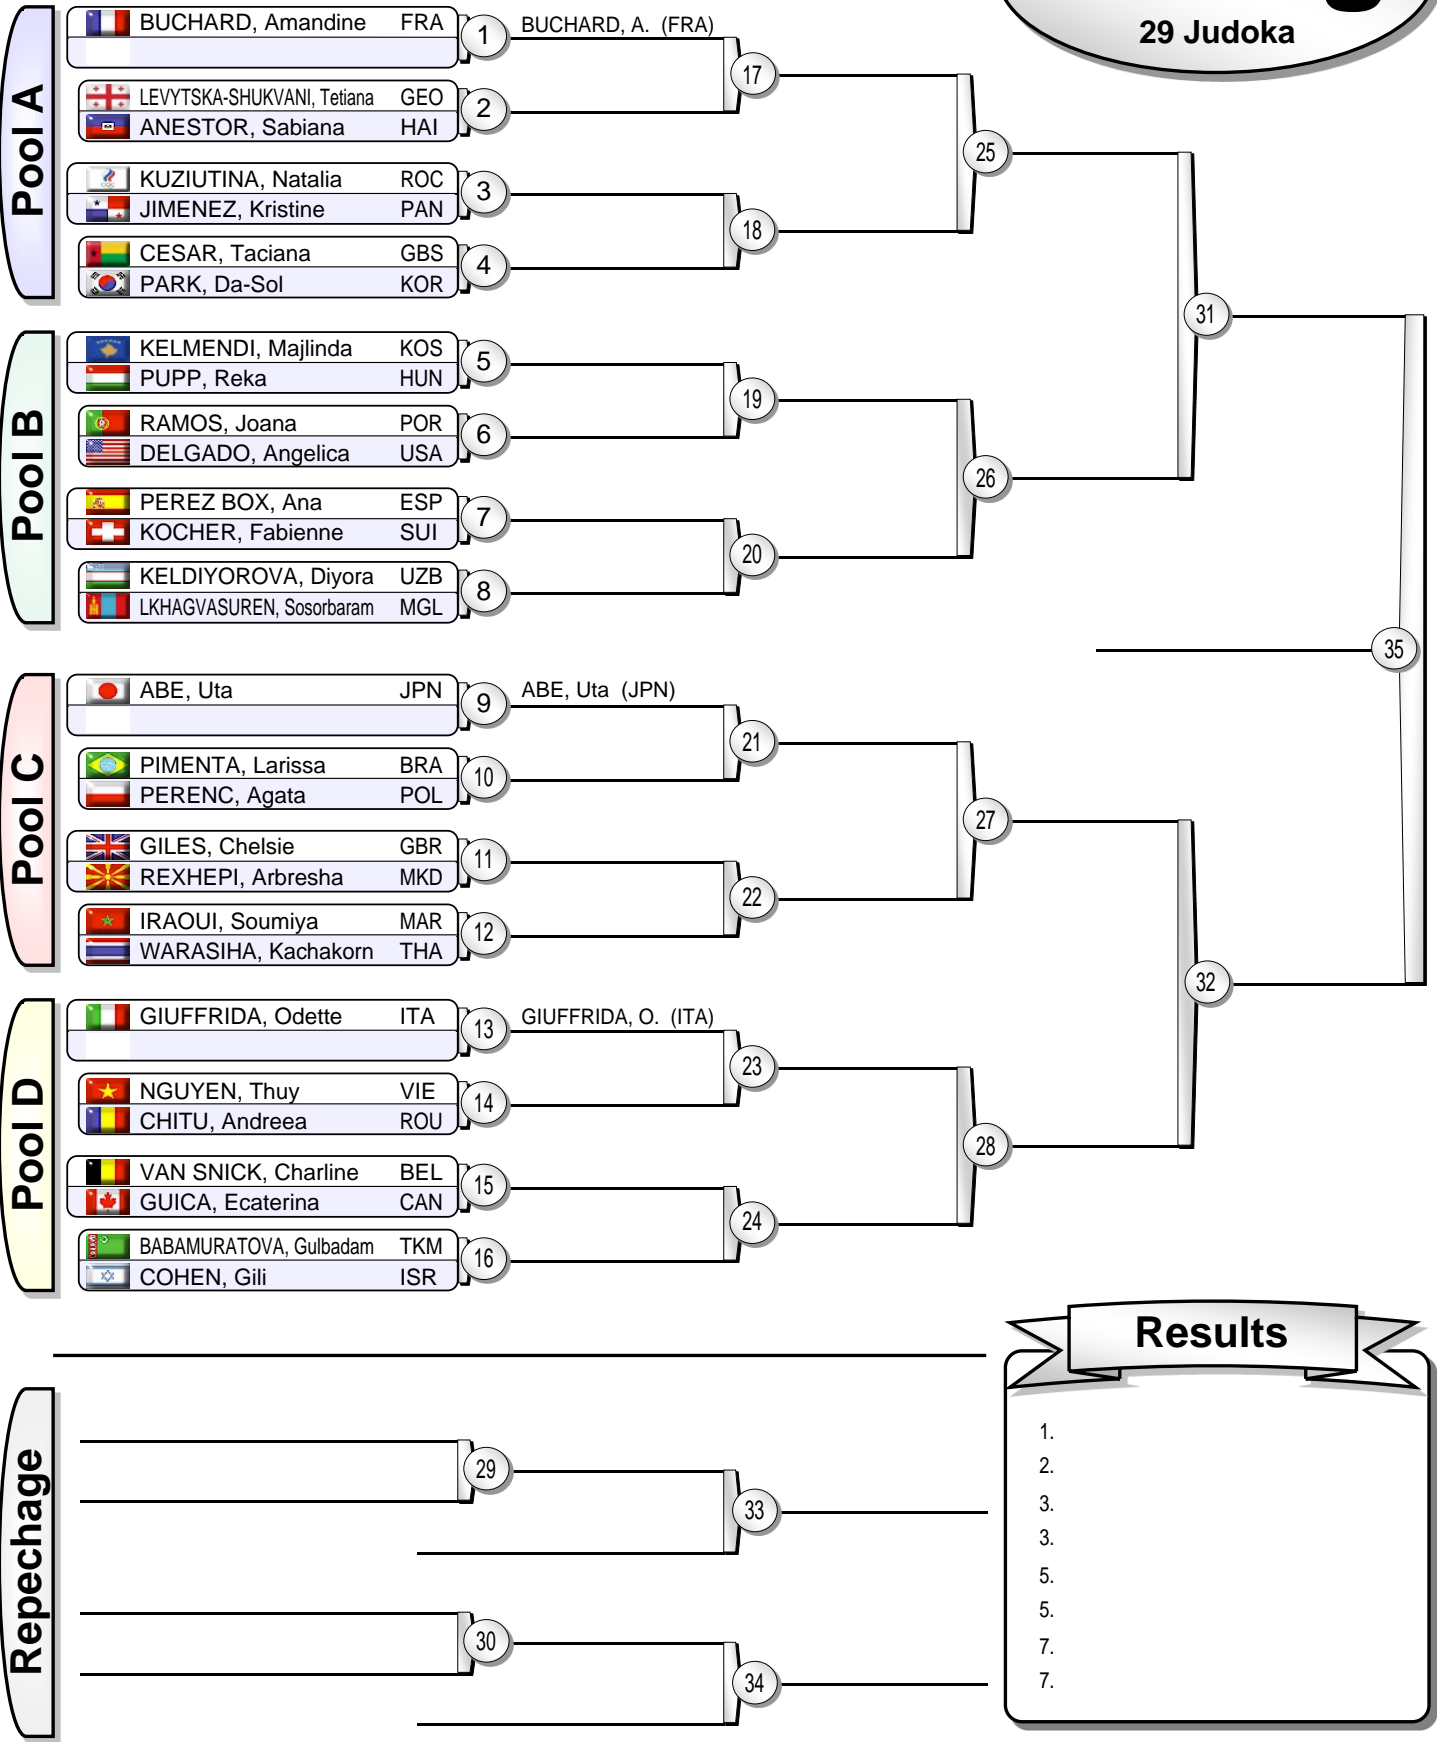 29 Judoka
Pool A
BUCHARD, Amandine FRA
1
BUCHARD, A. (FRA)
LEVYTSKA-SHUKVANI, Tetiana GEO
ANESTOR, Sabiana HAI
2
17
KUZIUTINA, Natalia ROC
JIMENEZ, Kristine PAN
3
CESAR, Taciana GBS
PARK, Da-Sol KOR
4
18
25
Pool B
KELMENDI, Majlinda KOS
PUPP, Reka HUN
5
RAMOS, Joana POR
DELGADO, Angelica USA
6
19
PEREZ BOX, Ana ESP
KOCHER, Fabienne SUI
7
KELDIYOROVA, Diyora UZB
LKHAGVASUREN, Sosorbaram MGL
8
20
26
31
35
Pool C
ABE, Uta JPN
9
ABE, Uta (JPN)
PIMENTA, Larissa BRA
PERENC, Agata POL
10
21
GILES, Chelsie GBR
REXHEPI, Arbresha MKD
11
IRAOUI, Soumiya MAR
WARASIHA, Kachakorn THA
12
22
27
Pool D
GIUFFRIDA, Odette ITA
13
GIUFFRIDA, O. (ITA)
NGUYEN, Thuy VIE
CHITU, Andreea ROU
14
23
VAN SNICK, Charline BEL
GUICA, Ecaterina CAN
15
BABAMURATOVA, Gulbadam TKM
COHEN, Gili ISR
16
24
28
32
Repechage
29
33
30
34
Results
1.
2.
3.
3.
5.
5.
7.
7.